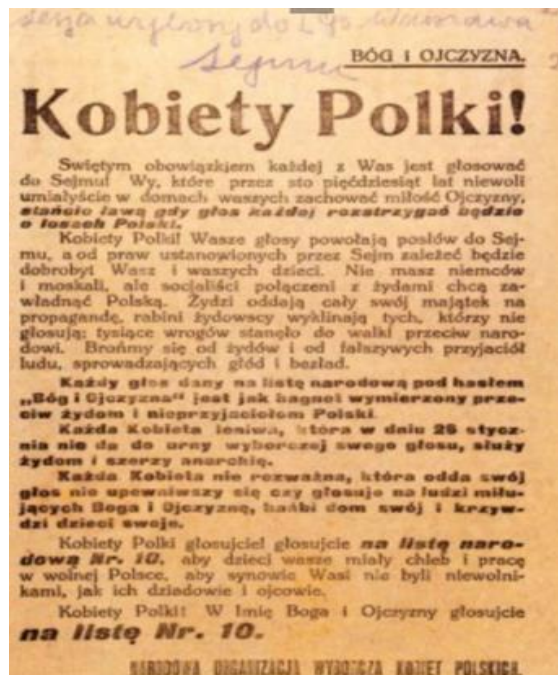 Sejmu
BÓG I OJCZYZNA.
Kobiety Polki!
Swiętym obowiązkiem każdej z Was jest głosować
do Sejmu! Wy, które przez sto pięćdziesiąt lat niewoli
umiałyście w domach waszych zachować miłość Ojczyzny,
stańcie ławą gdy głos każdej rozstrzygać będzie
o losach Polski.
Kobiety Polki! Wasze głosy powołają posłów do Sej-
mu, a od praw ustanowionych przez Sejm zależeć będzie
dobrobyt Wasz i waszych dzieci. Nie masz niemców
i moskali, ale socjaliści połączeni z żydami chcą za-
władnąć Polską. Żydzi oddają cały swój majątek na
propagandę, rabini żydowscy wyklinają tych, którzy nie
głosują; tysiące wrogów stanęło do walki przeciw naro-
dowi. Brońmy się od żydów i od fałszywych przyjaciół
ludu, sprowadzających głód i bezład.
Każdy głos dany na listę narodową pod hasłem
„Bóg i Ojczyzna" jest jak bagnet wymierzony prze-
ciw żydom i nieprzyjaciołom Polski.
Każda Kobieta leniwa, która w dniu 26 stycz-
nia nie da do urny wyborczej swego głosu, służy
żydom i szerzy anarchię.
Każda Kobieta nie rozważna, która odda swój
głos nie upewniwszy się czy głosuje na ludzi miłu-
jących Boga i Ojczyznę, hańbi dom swój i krzyw-
dzi dzieci swoje.
Kobiety Polki głosujcie! głosujcie na listę naro-
dową Nr. 10. aby dzieci wasze miały chleb i pracę
w wolnej Polsce, aby synowie Wasi nie byli niewolni-
kami, jak ich dziadowie i ojcowie.
Kobiety Polki! W Imię Boga i Ojczyzny głosujcie
na listę Nr. 10.
NARODOWA ORGANIZACJA WYBORCZA KOBIET POLSKICH.